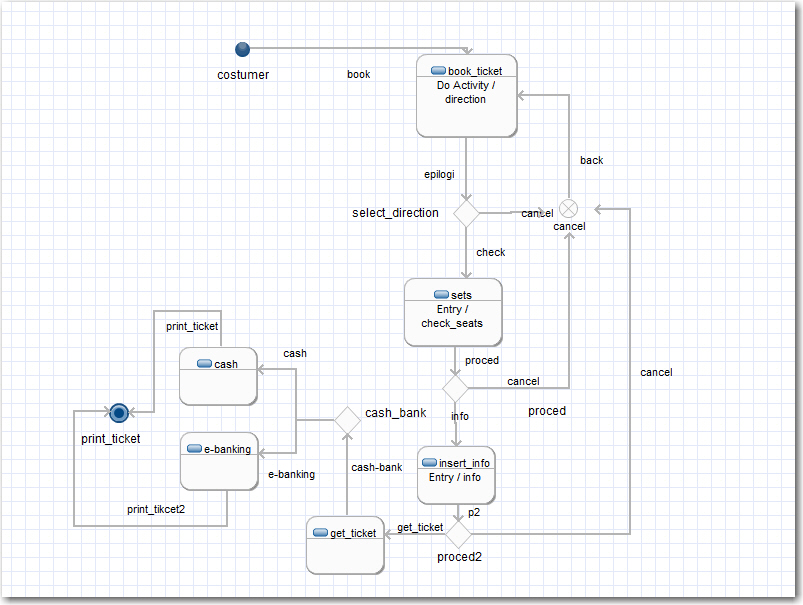 costumer
book
book_ticket
Do Activity /
direction
back
epilogi
select_direction
cancel
cancel
check
sets
Entry /
check_seats
print_ticket
cash
cash
proced
cancel
cancel
proced
info
cash_bank
print_ticket
e-banking
e-banking
cash-bank
insert_info
Entry / info
print_tikcet2
p2
get_ticket
get_ticket
proced2